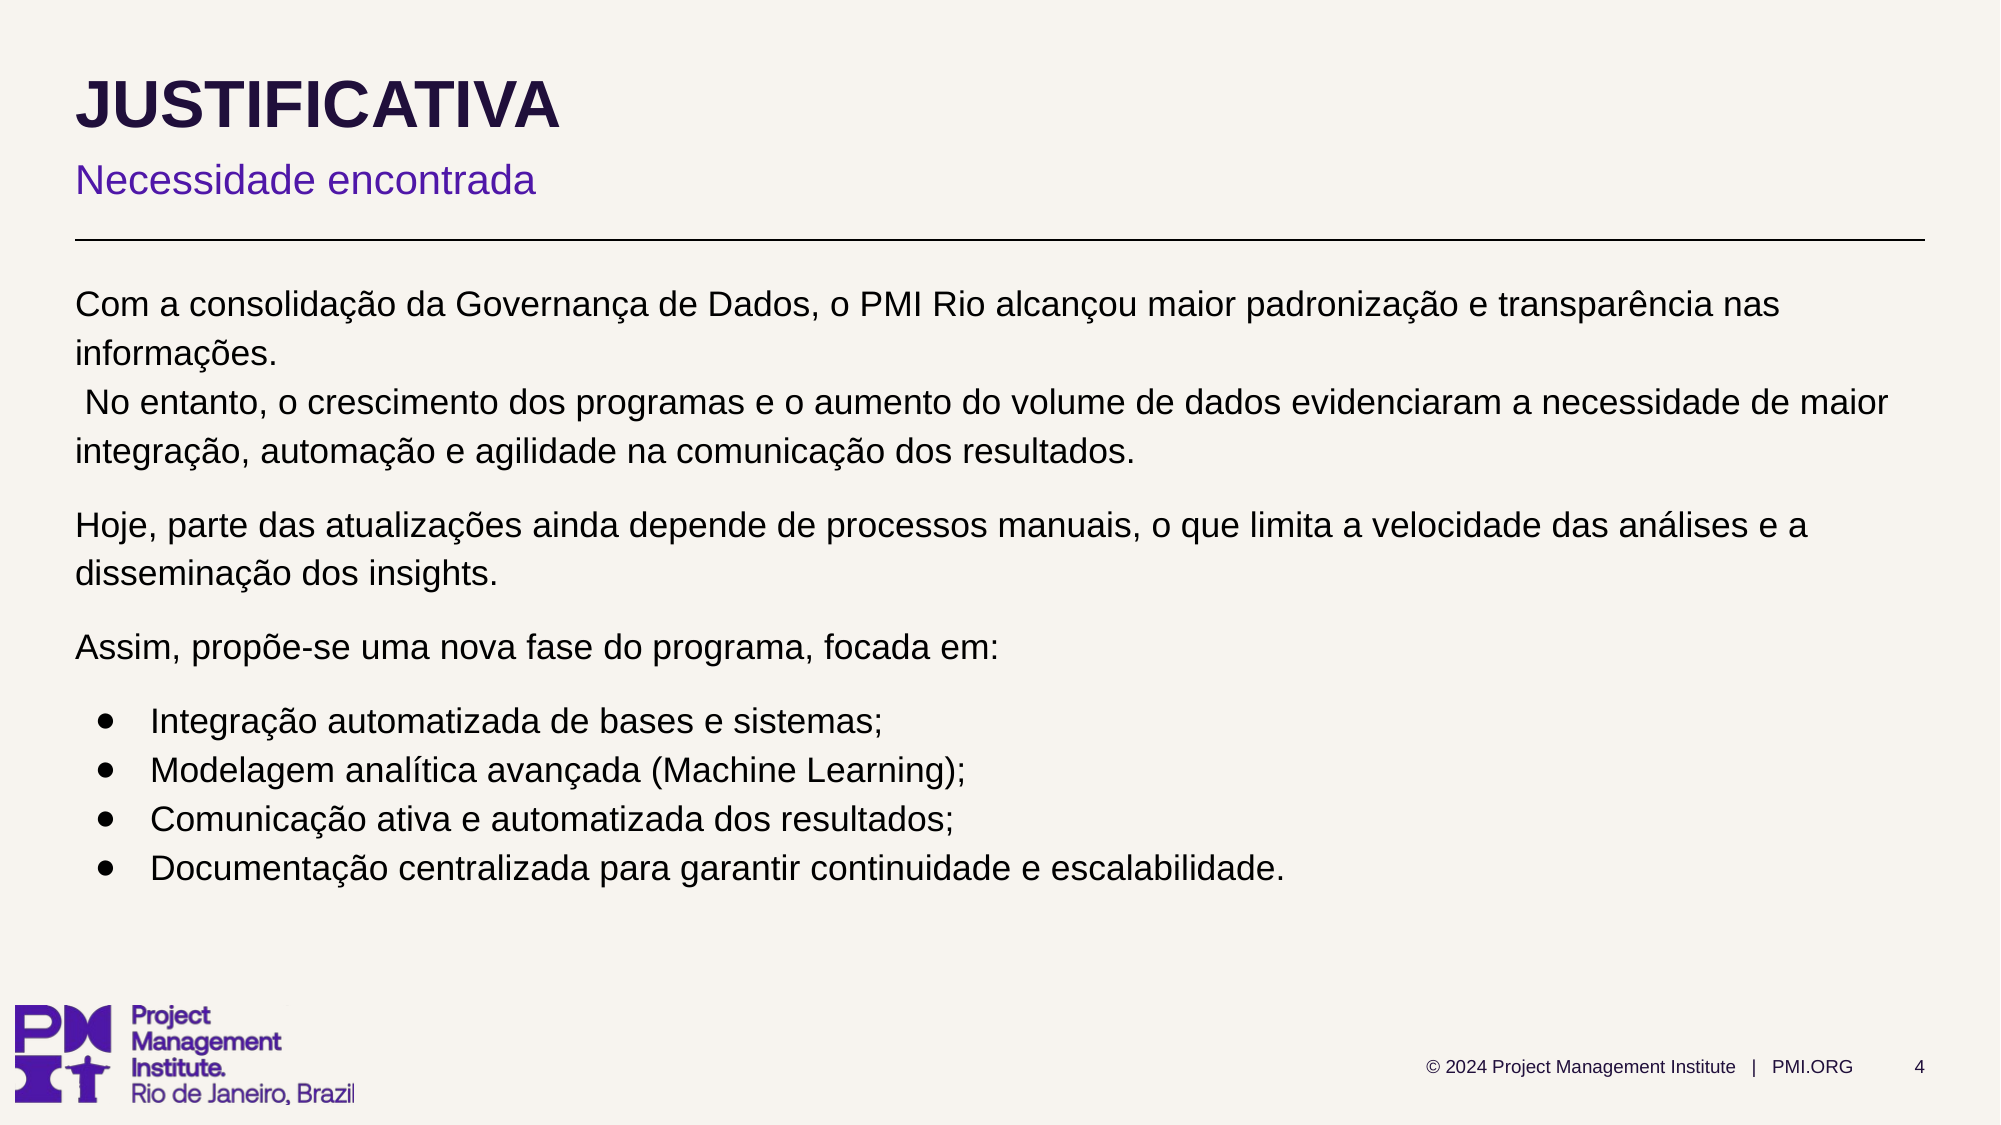 JUSTIFICATIVA
Necessidade encontrada
Com a consolidação da Governança de Dados, o PMI Rio alcançou maior padronização e transparência nas
informações.
No entanto, o crescimento dos programas e o aumento do volume de dados evidenciaram a necessidade de maior
integração, automação e agilidade na comunicação dos resultados.
Hoje, parte das atualizações ainda depende de processos manuais, o que limita a velocidade das análises e a
disseminação dos insights.
Assim, propõe-se uma nova fase do programa, focada em:
● Integração automatizada de bases e sistemas;
● Modelagem analítica avançada (Machine Learning);
● Comunicação ativa e automatizada dos resultados;
● Documentação centralizada para garantir continuidade e escalabilidade.
Project
Management
Institute.
Rio de Janeiro, Brazil
© 2024 Project Management Institute | PMI.ORG 4